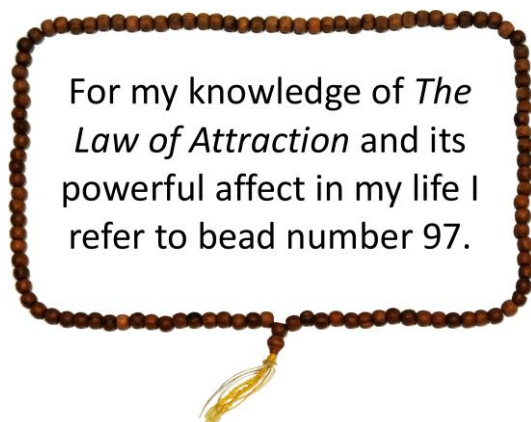 For my knowledge of The
Law of Attraction and its
powerful affect in my life I
refer to bead number 97.